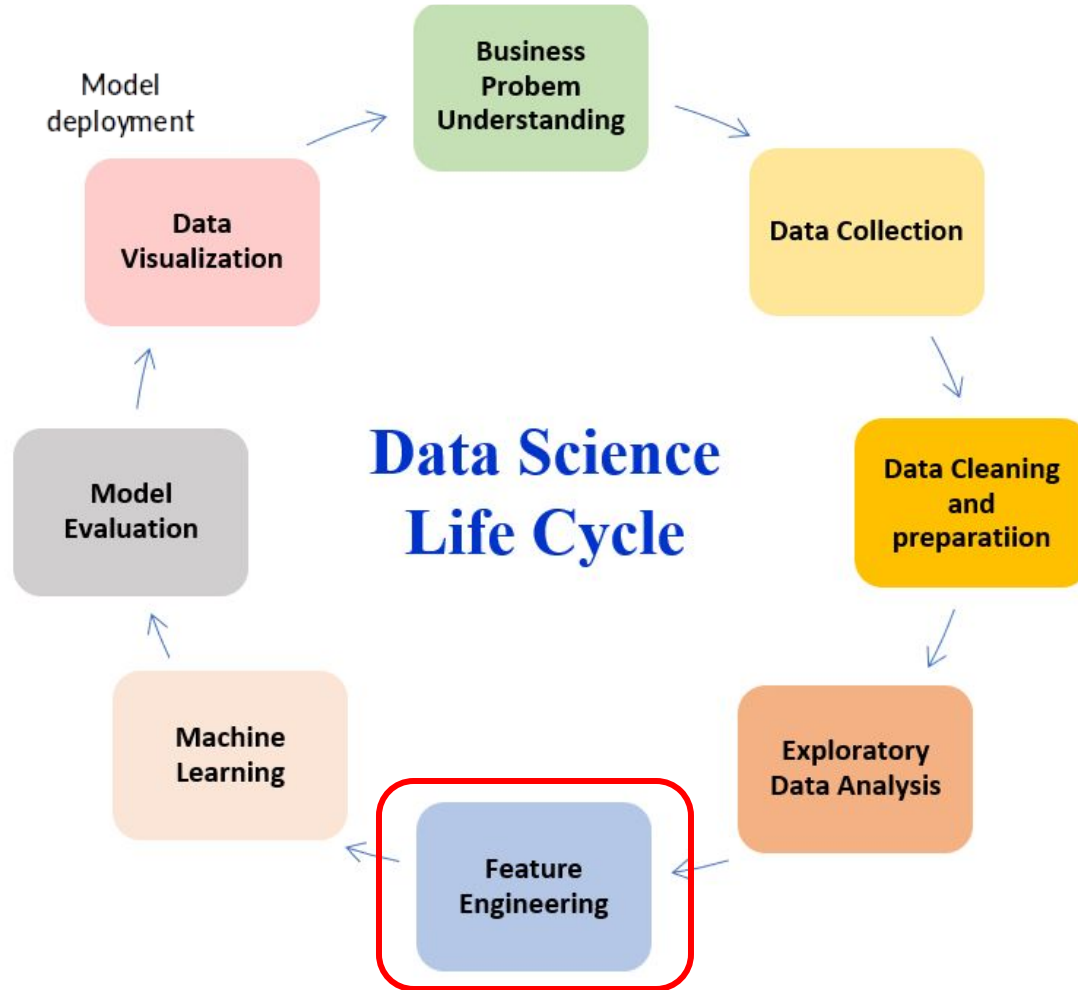 Business
Probem
Understanding
Model
deployment
Data
Visualization
Data Collection
Data Science
Life Cycle
Model
Evaluation
Data Cleaning
and
preparatiion
Machine
Learning
Exploratory
Data Analysis
Feature
Engineering